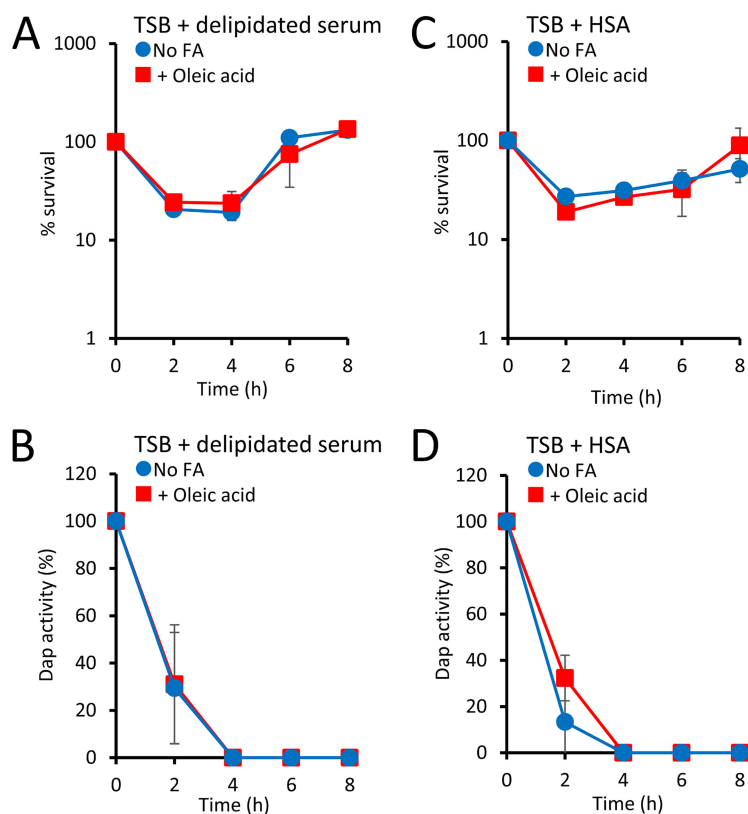 A
TSB + delipidated serum
No FA
+ Oleic acid
1000
100
10
1
% survival
0 2 4 6 8
Time (h)
C
TSB + HSA
No FA
+ Oleic acid
1000
100
10
1
% survival
0 2 4 6 8
Time (h)
B
TSB + delipidated serum
No FA
+ Oleic acid
120
100
80
60
40
20
0
Dap activity (%)
0 2 4 6 8
Time (h)
D
TSB + HSA
No FA
+ Oleic acid
120
100
80
60
40
20
0
Dap activity (%)
0 2 4 6 8
Time (h)